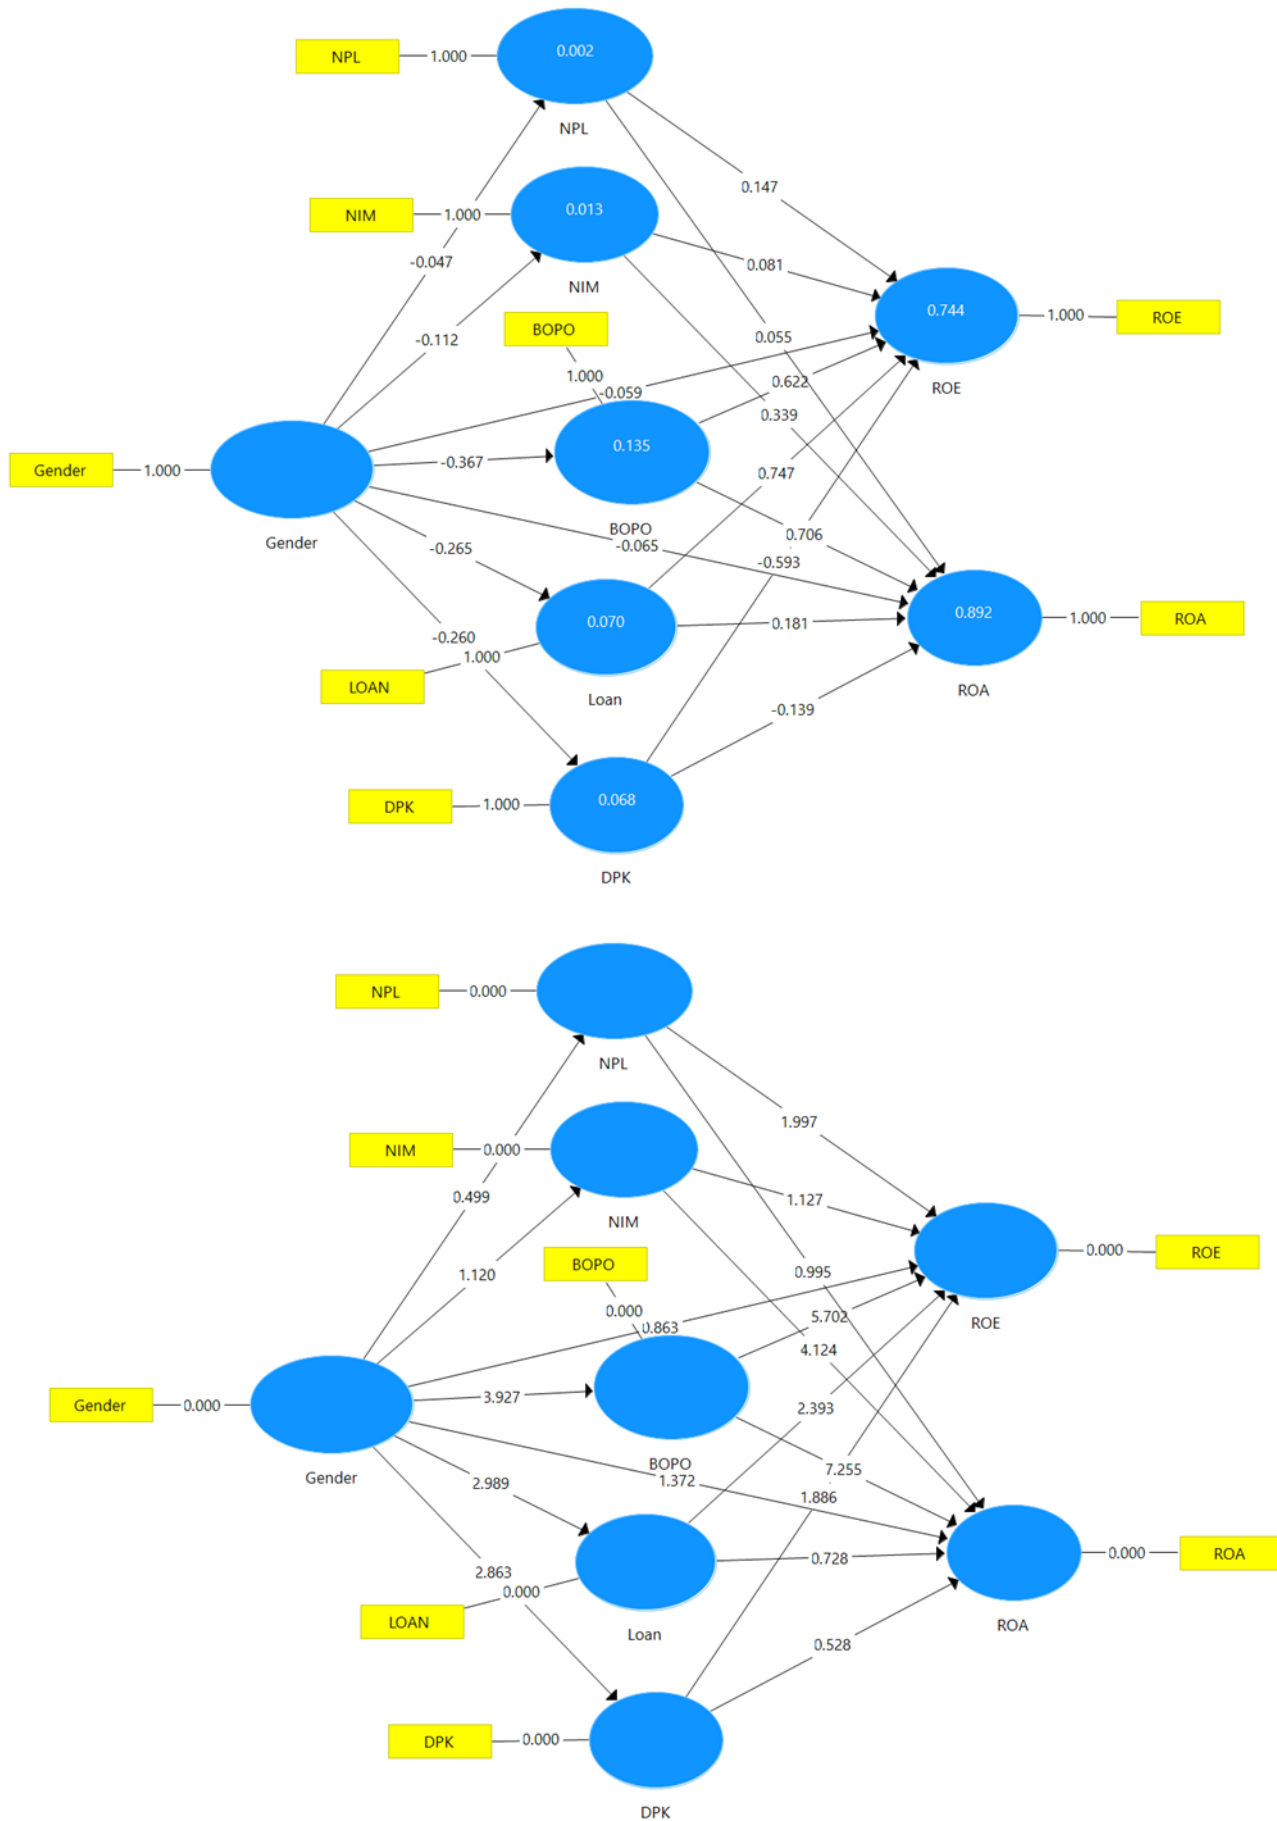 NPL
1.000
0.002
NPL
0.147
NIM
1.000
0.013
-0.047
NIM
0.081
BOPO
0.744
1.000
ROE
ROE
-0.112
0.055
1.000
-0.059
0.622
0.339
Gender
1.000
-0.367
0.135
0.747
Gender
BOPO
-0.065
0.706
-0.265
-0.593
0.070
0.181
0.892
1.000
ROA
-0.260
1.000
LOAN
Loan
ROA
-0.139
DPK
1.000
0.068
DPK
NPL
0.000
NPL
1.997
NIM
0.000
0.499
1.127
NIM
BOPO
0.000
ROE
1.120
0.995
0.000
0.863
5.702
ROE
4.124
Gender
0.000
3.927
2.393
Gender
BOPO
1.372
7.255
2.989
1.886
0.728
0.000
ROA
2.863
0.000
LOAN
Loan
ROA
0.528
DPK
0.000
DPK